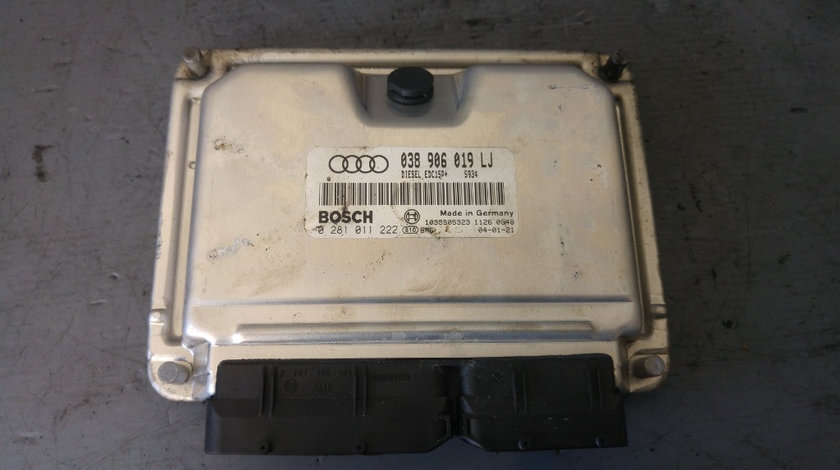 038 906 019 LJ
DIESEL EDC15P+ 5934
BOSCH
Made in Germany
1039S05323 1126 0548
0 281 011 222
04-01-21